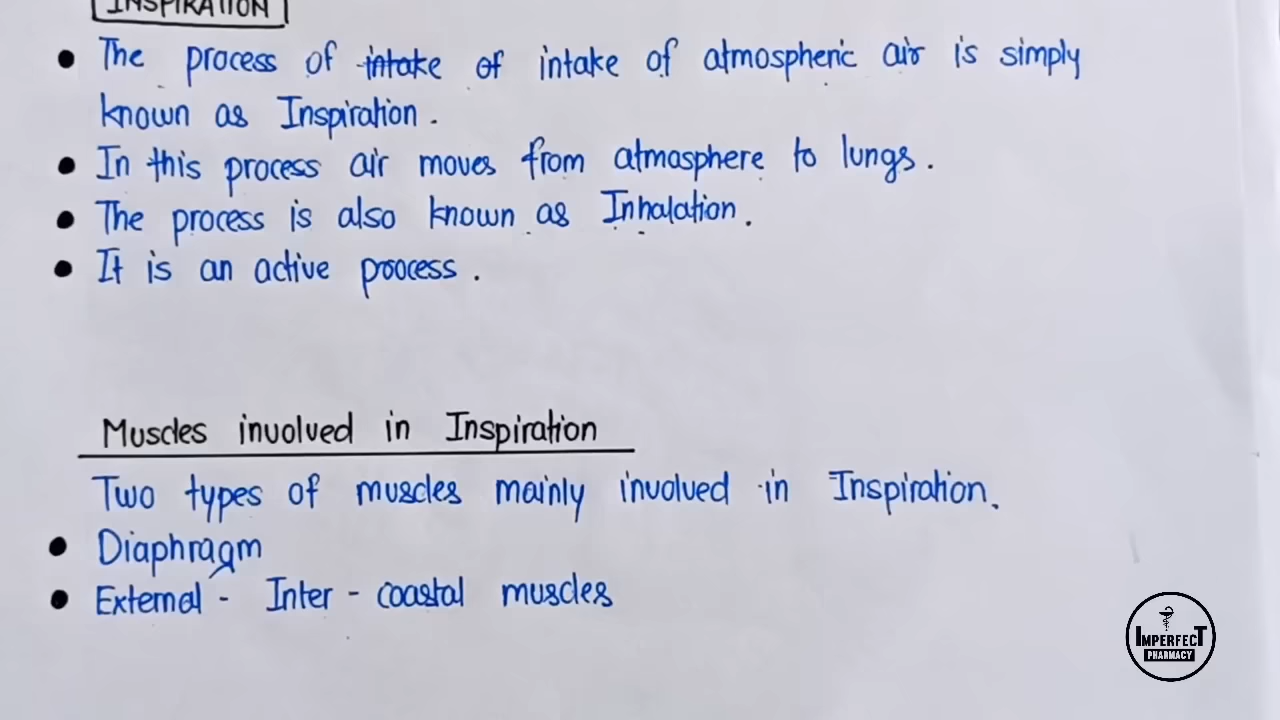 INSPIRATION
The process of intake of intake of atmospheric air is simply
known as Inspiration.
In this process air moves from atmosphere to lungs.
The process is also known as Inhalation.
It is an active proocess.
Muscles involved in Inspiration
Two types of muscles mainly involved in Inspiration.
Diaphragm
External - Inter - coastal muscles
IMPERFECT
PHARMACY